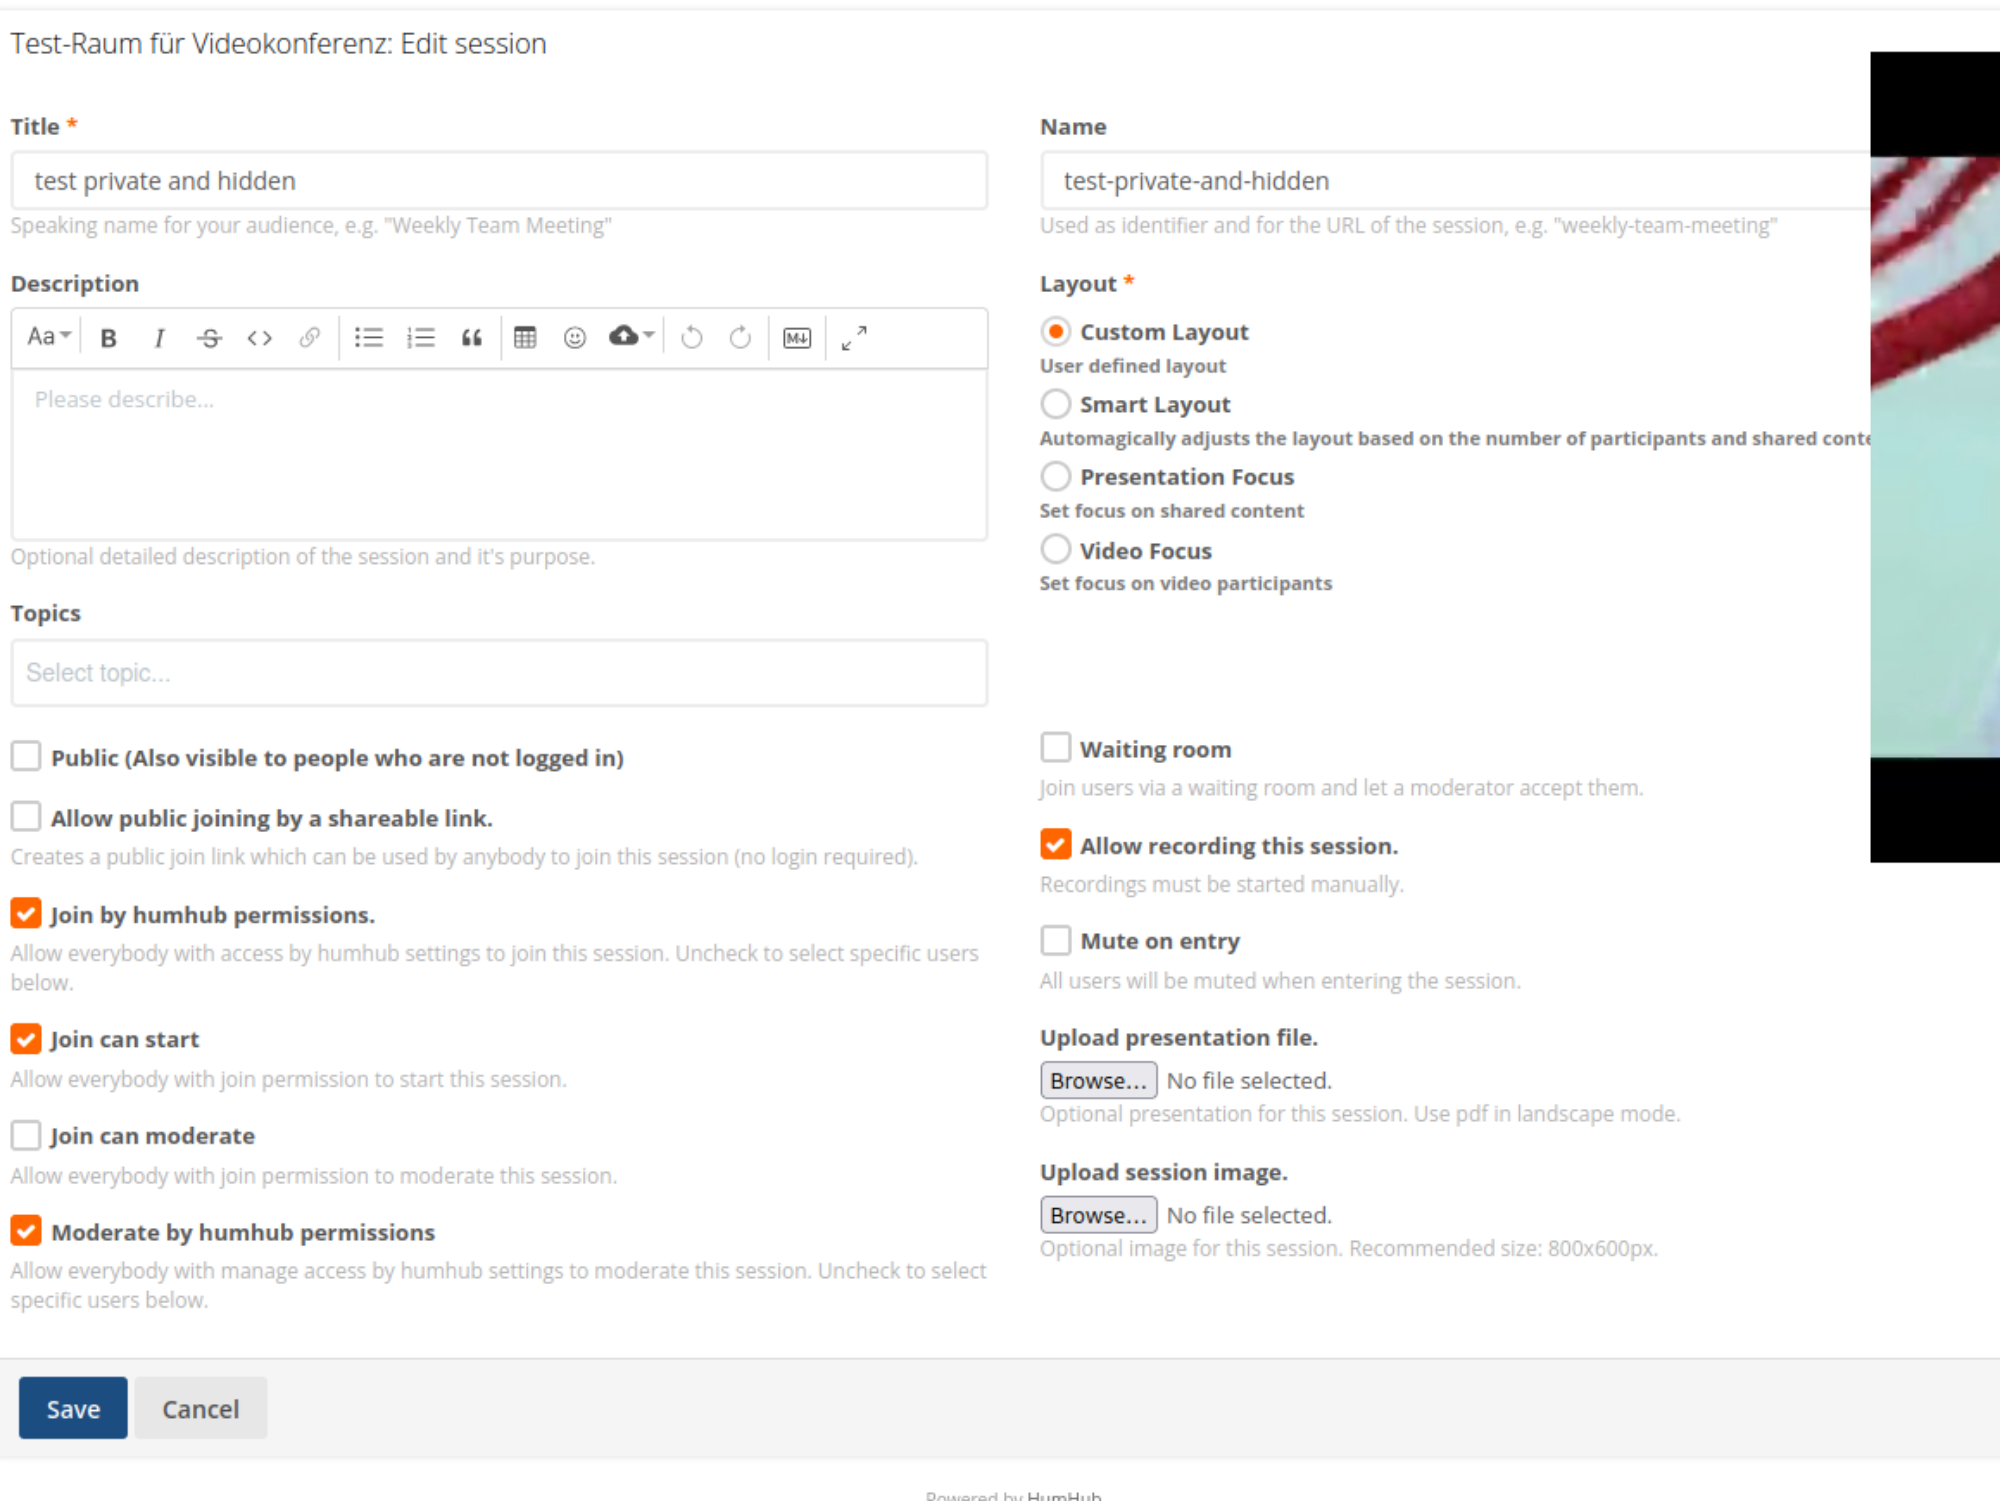 Test-Raum für Videokonferenz: Edit session
Title *
test private and hidden
Speaking name for your audience, e.g. "Weekly Team Meeting"
Description
Aa
B I S <> M↓
Please describe...
Optional detailed description of the session and it's purpose.
Topics
Select topic...
Public (Also visible to people who are not logged in)
Allow public joining by a shareable link.
Creates a public join link which can be used by anybody to join this session (no login required).
Join by humhub permissions.
Allow everybody with access by humhub settings to join this session. Uncheck to select specific users
below.
Join can start
Allow everybody with join permission to start this session.
Join can moderate
Allow everybody with join permission to moderate this session.
Moderate by humhub permissions
Allow everybody with manage access by humhub settings to moderate this session. Uncheck to select
specific users below.
Name
test-private-and-hidden
Used as identifier and for the URL of the session, e.g. "weekly-team-meeting"
Layout *
Custom Layout
User defined layout
Smart Layout
Automagically adjusts the layout based on the number of participants and shared
Presentation Focus
Set focus on shared content
Video Focus
Set focus on video participants
Waiting room
Join users via a waiting room and let a moderator accept them.
Allow recording this session.
Recordings must be started manually.
Mute on entry
All users will be muted when entering the session.
Upload presentation file.
Browse... No file selected.
Optional presentation for this session. Use pdf in landscape mode.
Upload session image.
Browse... No file selected.
Optional image for this session. Recommended size: 800x600px.
Save Cancel
Powered by HumHub